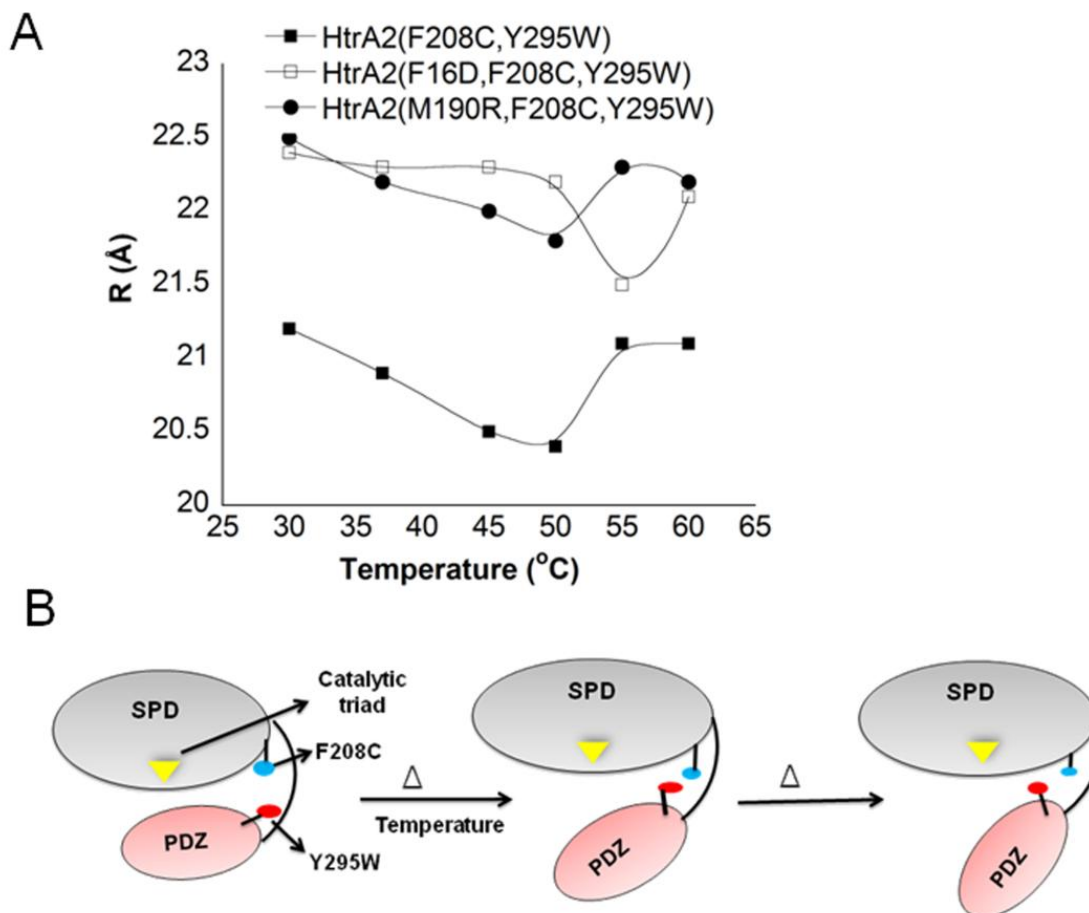 A
HtrA2(F208C,Y295W)
HtrA2(F16D,F208C,Y295W)
HtrA2(M190R,F208C,Y295W)
23
22.5
22
21.5
21
20.5
20
R (Å)
25 30 35 40 45 50 55 60 65
Temperature (°C)
B
SPD
Catalytic
triad
F208C
PDZ
Y295W
Δ
Temperature
SPD
PDZ
Δ
SPD
PDZ